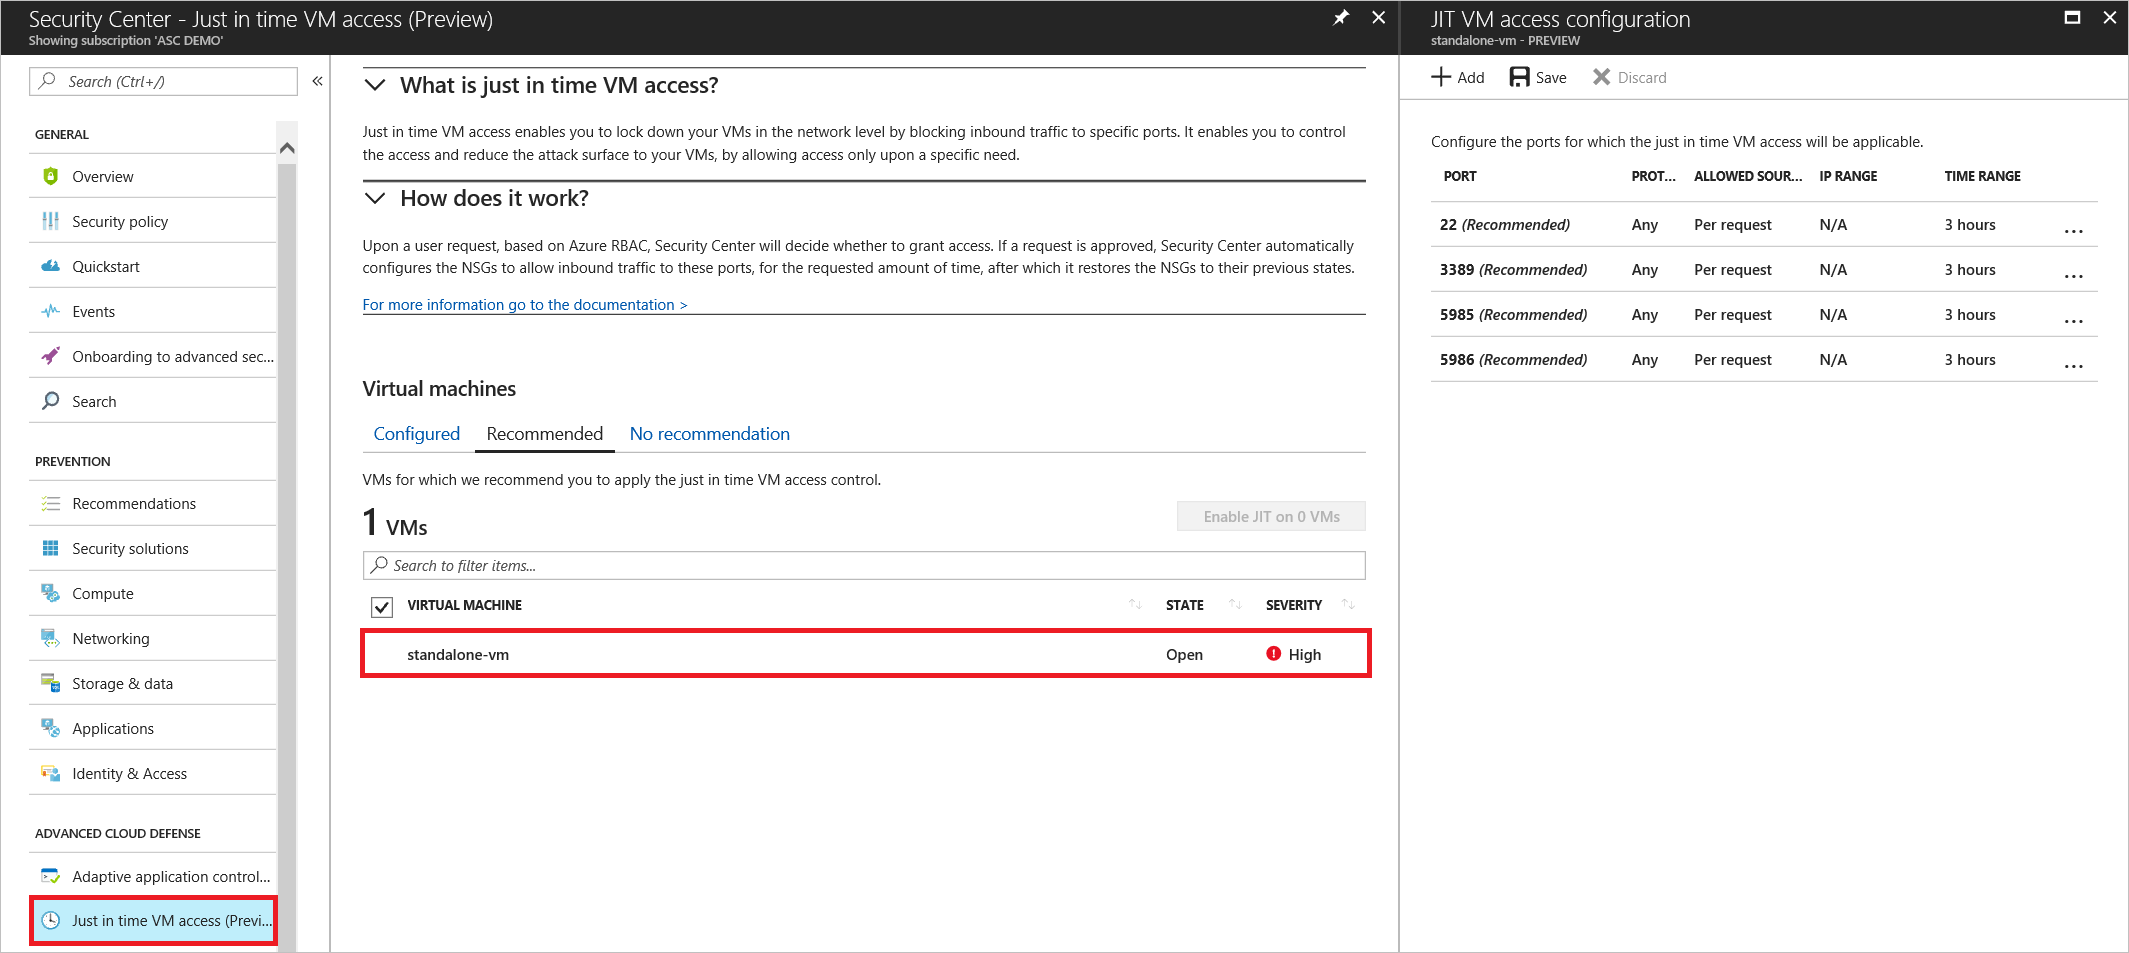 Security Center - Just in time VM access (Preview)
Showing subscription 'ASC DEMO'
Search (Ctrl+/)
«
GENERAL
Overview
Security policy
Quickstart
Events
Onboarding to advanced sec...
Search
PREVENTION
Recommendations
Security solutions
Compute
Networking
Storage & data
Applications
Identity & Access
ADVANCED CLOUD DEFENSE
Adaptive application control...
Just in time VM access (Previ...
What is just in time VM access?
Just in time VM access enables you to lock down your VMs in the network level by blocking inbound traffic to specific ports. It enables you to control
the access and reduce the attack surface to your VMs, by allowing access only upon a specific need.
How does it work?
Upon a user request, based on Azure RBAC, Security Center will decide whether to grant access. If a request is approved, Security Center automatically
configures the NSGs to allow inbound traffic to these ports, for the requested amount of time, after which it restores the NSGs to their previous states.
For more information go to the documentation >
Virtual machines
Configured Recommended No recommendation
VMs for which we recommend you to apply the just in time VM access control.
1 VMs
Enable JIT on 0 VMs
Search to filter items...
VIRTUAL MACHINE STATE SEVERITY
standalone-vm Open High
JIT VM access configuration
standalone-vm - PREVIEW
Add Save Discard
Configure the ports for which the just in time VM access will be applicable.
PORT PROT... ALLOWED SOUR... IP RANGE TIME RANGE
22 (Recommended) Any Per request N/A 3 hours ...
3389 (Recommended) Any Per request N/A 3 hours ...
5985 (Recommended) Any Per request N/A 3 hours ...
5986 (Recommended) Any Per request N/A 3 hours ...